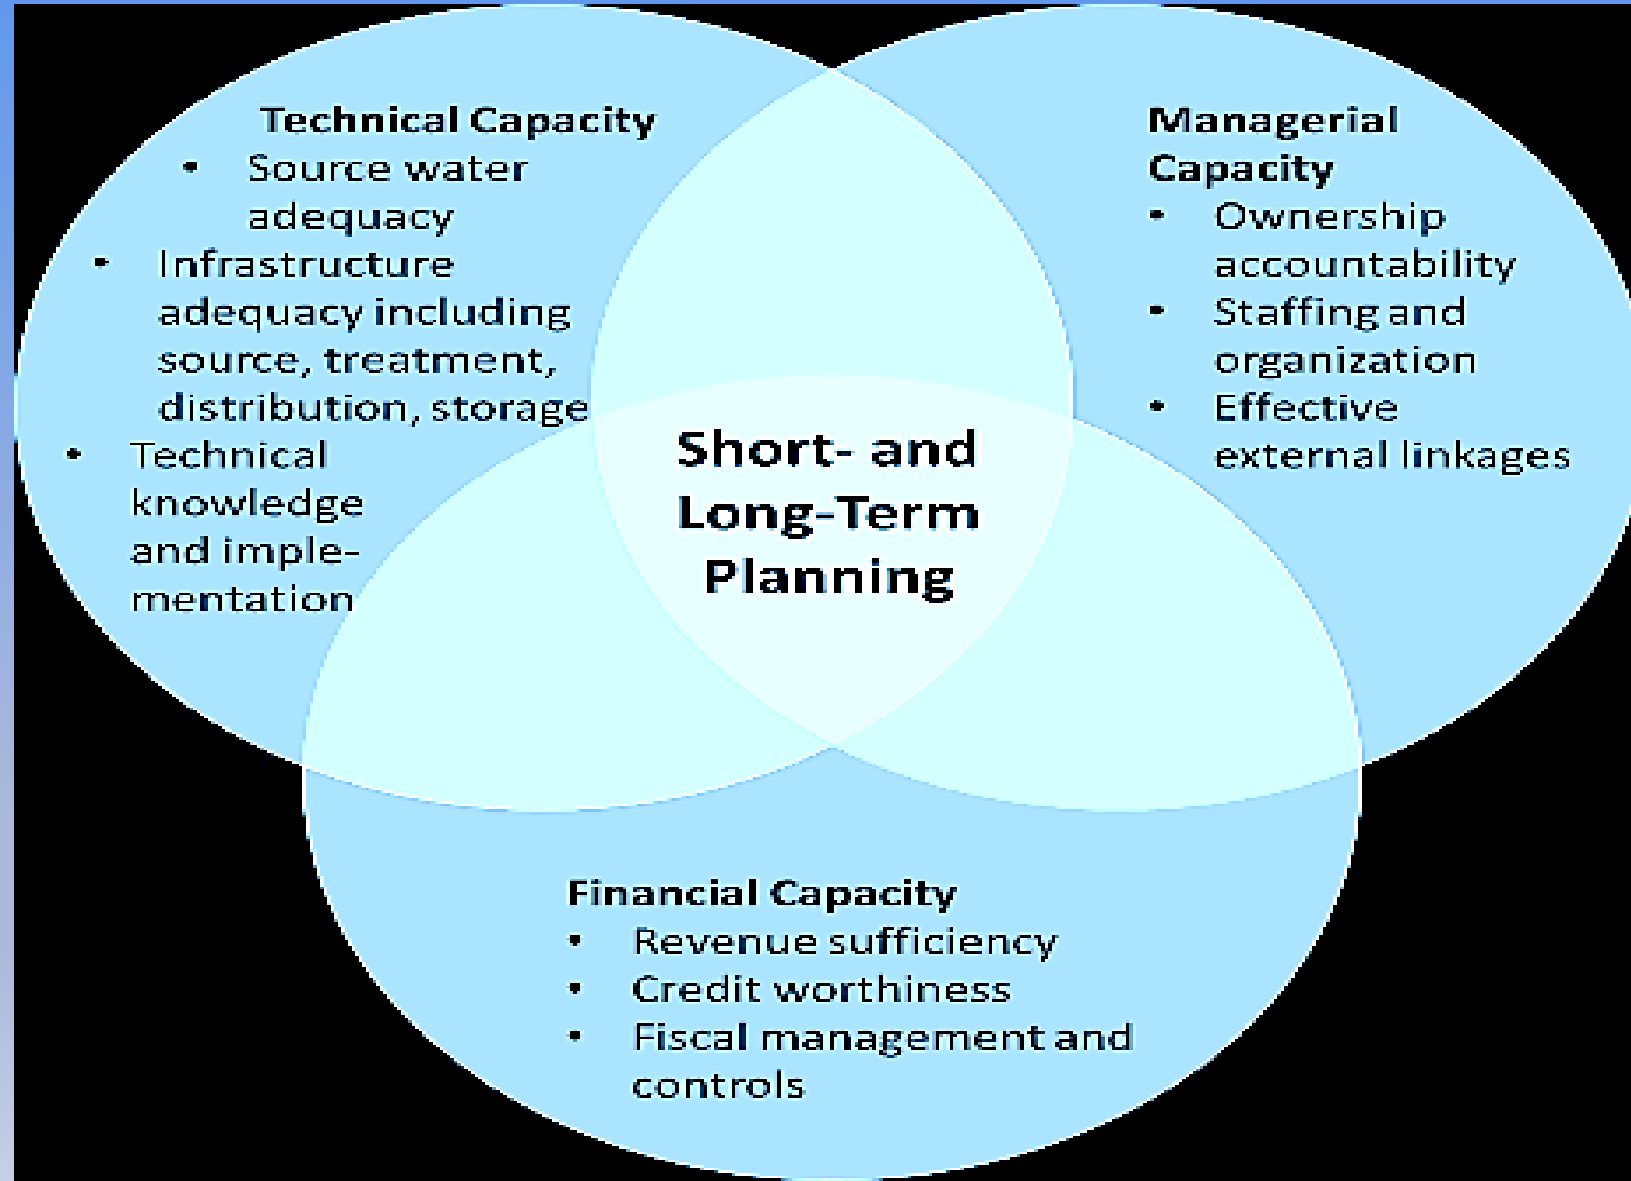 Technical Capacity
• Source water
adequacy
• Infrastructure
adequacy including
source, treatment,
distribution, storage
• Technical
knowledge
and imple-
mentation
Managerial
Capacity
• Ownership
accountability
• Staffing and
organization
• Effective
external linkages
Short- and
Long-Term
Planning
Financial Capacity
• Revenue sufficiency
• Credit worthiness
• Fiscal management and
controls